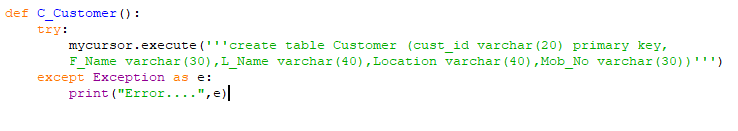 def C_Customer():
    try:
        mycursor.execute('''create table Customer (cust_id varchar(20) primary key,
        F_Name varchar(30),L_Name varchar(40),Location varchar(40),Mob_No varchar(30))''')
    except Exception as e:
        print("Error....",e)